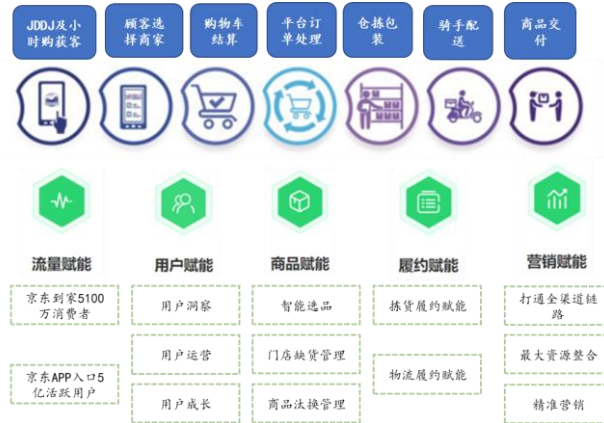 JDDJ及小
时购获客
顾客选
择商家
购物车
结算
平台订
单处理
仓拣包
装
骑手配
送
商品交
付
流量赋能
用户赋能
商品赋能
履约赋能
营销赋能
京东到家5100
万消费者
用户洞察
智能选品
拣货履约赋能
打通全渠道链
路
用户运营
门店缺货管理
最大资源整合
京东APP入口5
亿活跃用户
物流履约赋能
用户成长
商品汰换管理
精准营销